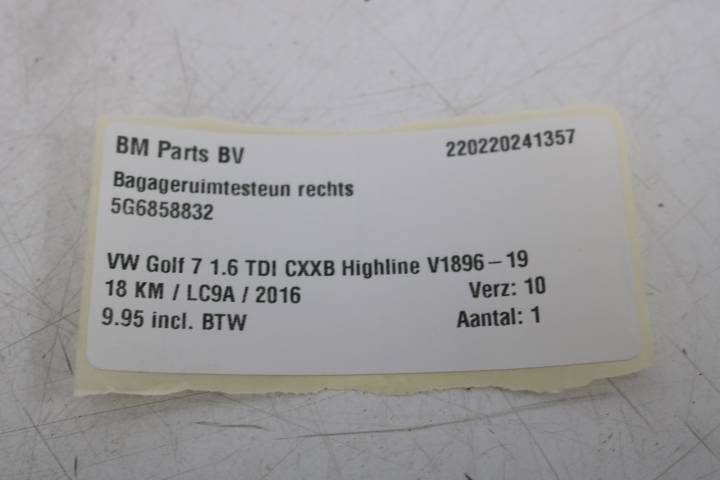 BM Parts BV 220220241357
Bagageruimtesteun rechts
5G6858832
VW Golf 7 1.6 TDI CXXB Highline V1896-19
18 KM / LC9A / 2016 Verz: 10
9.95 incl. BTW Aantal: 1